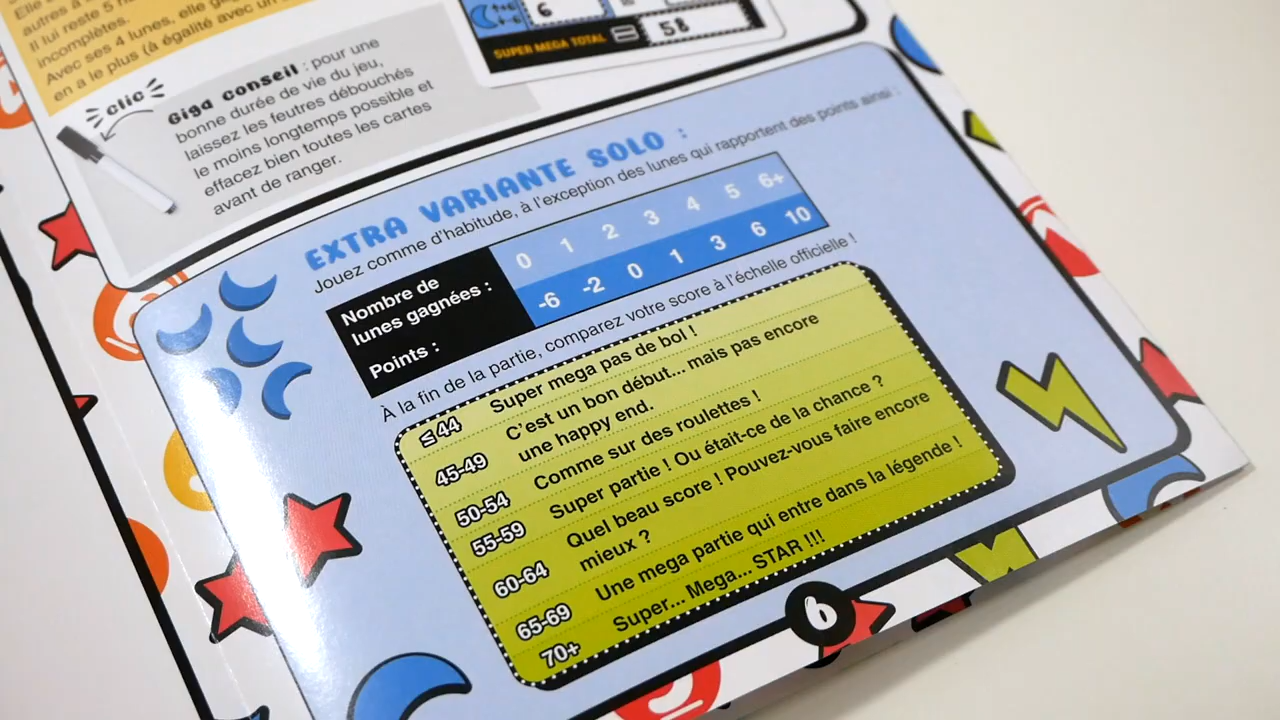 autres à
Il lui reste 5
incomplètes.
Avec ses 4 lunes, elle
en a le plus (à égalité avec un
6
SUPER MEGA TOTAL = 58
clic
Giga conseil : pour une
bonne durée de vie du jeu,
laissez les feutres débouchés
le moins longtemps possible et
effacez bien toutes les cartes
avant de ranger.
EXTRA VARIANTE SOLO :
Jouez comme d'habitude, à l'exception des lunes qui rapportent des points ainsi :
Nombre de
lunes gagnées : 0 1 2 3 4 5 6+
Points : -6 -2 0 1 3 6 10
À la fin de la partie, comparez votre score à l'échelle officielle !
≤44 Super mega pas de bol !
45-49 C'est un bon début... mais pas encore
une happy end.
50-54 Comme sur des roulettes !
55-59 Super partie ! Ou était-ce de la chance ?
60-64 Quel beau score ! Pouvez-vous faire encore
mieux ?
65-69 Une mega partie qui entre dans la légende !
70+ Super... Mega... STAR !!!
6